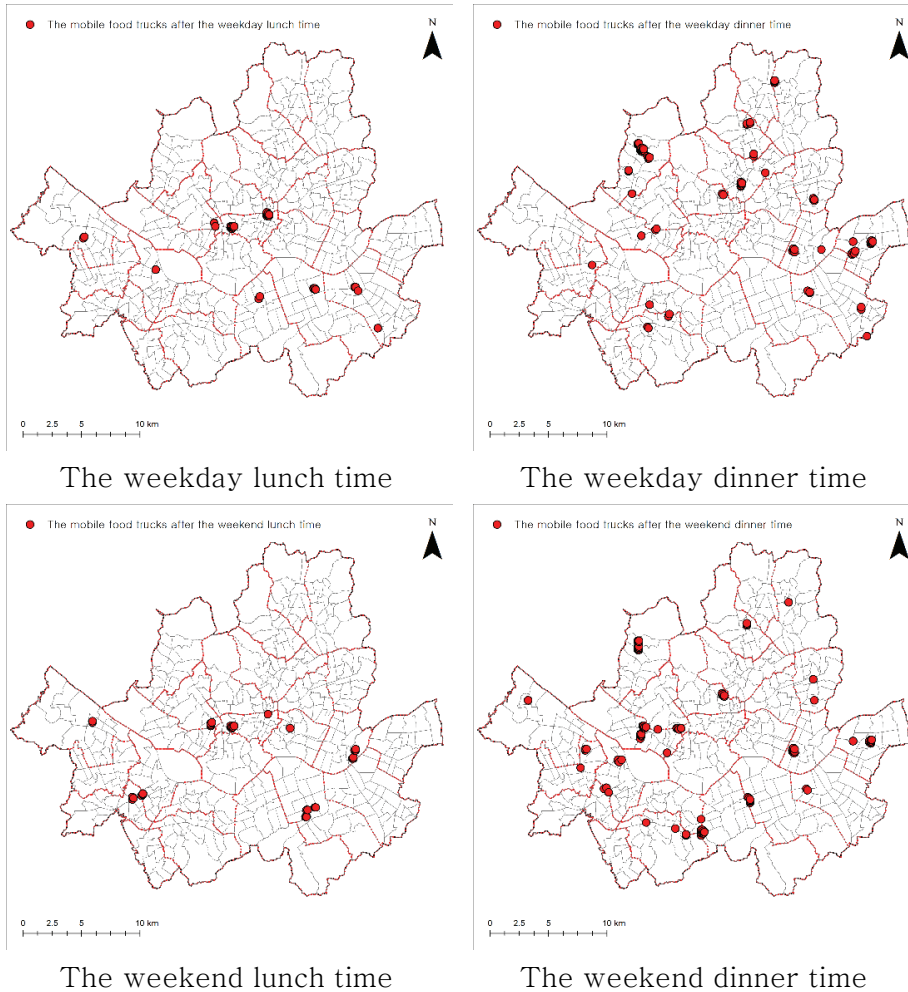 The mobile food trucks after the weekday lunch time
N
0 2.5 5 10 km
The weekday lunch time
The mobile food trucks after the weekday dinner time
N
0 2.5 5 10 km
The weekday dinner time
The mobile food trucks after the weekend lunch time
N
0 2.5 5 10 km
The weekend lunch time
The mobile food trucks after the weekend dinner time
N
0 2.5 5 10 km
The weekend dinner time